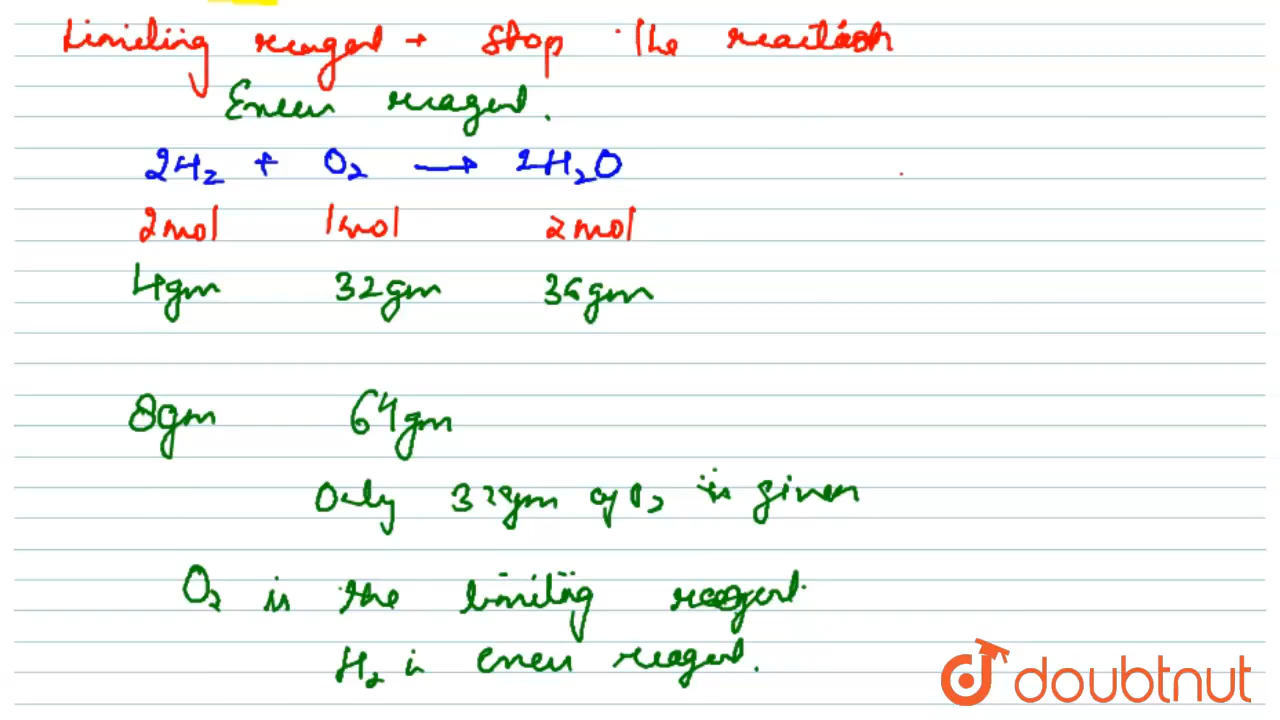 Limiting reagent → Stop the reaction
Excess reagent.
2H₂ + O₂ → 2H₂O
2mol 1mol 2mol
4gm 32gm 36gm
8gm 64gm
Only 32gm of O₂ is given
O₂ is the limiting reagent.
H₂ is excess reagent.
doubtnut